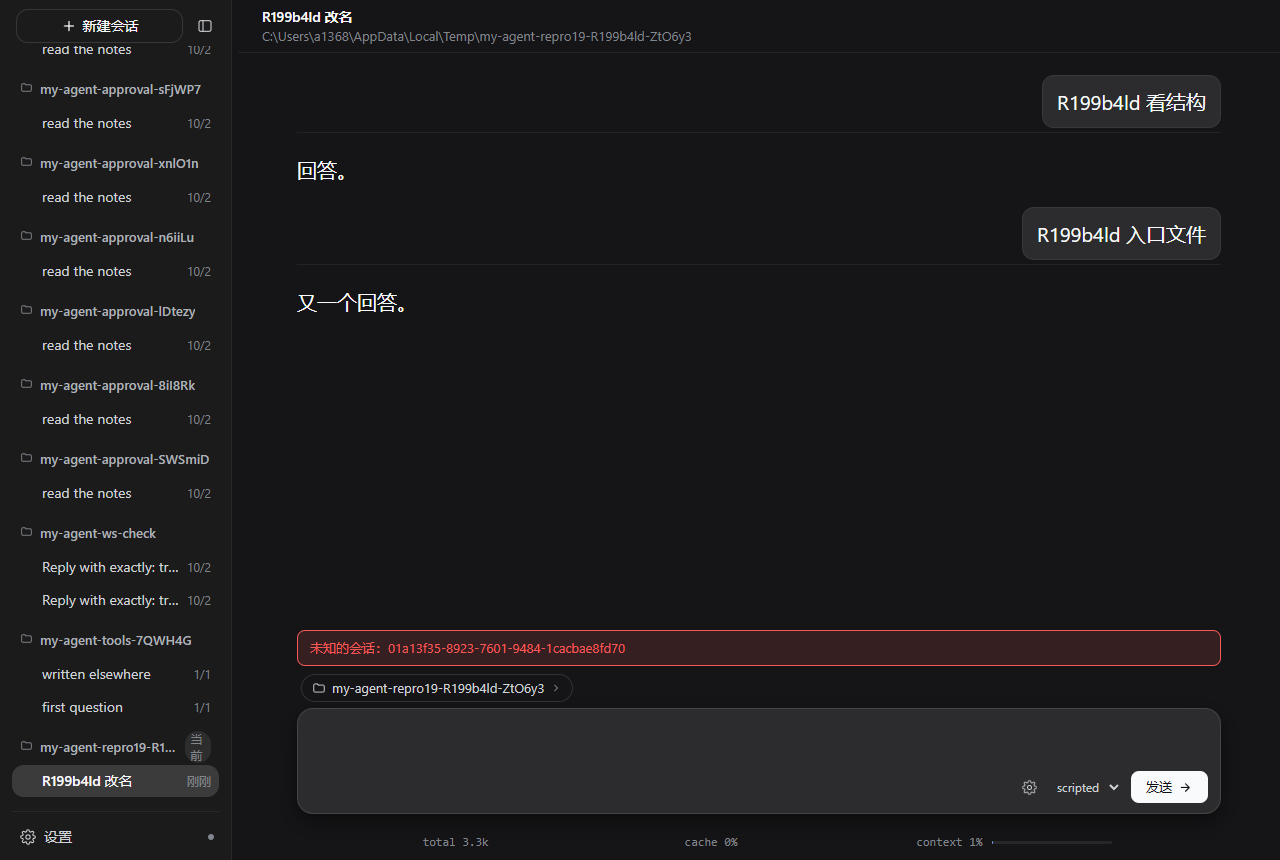 新建会话
read the notes 10/2
my-agent-approval-sFjWP7
read the notes 10/2
my-agent-approval-xnlO1n
read the notes 10/2
my-agent-approval-n6iiLu
read the notes 10/2
my-agent-approval-lDtezy
read the notes 10/2
my-agent-approval-8iI8Rk
read the notes 10/2
my-agent-approval-SWSmiD
read the notes 10/2
my-agent-ws-check
Reply with exactly: tr... 10/2
Reply with exactly: tr... 10/2
my-agent-tools-7QWH4G
written elsewhere 1/1
first question 1/1
my-agent-repro19-R1... 当前
R199b4ld 改名 刚刚
设置
R199b4ld 改名
C:\Users\a1368\AppData\Local\Temp\my-agent-repro19-R199b4ld-ZtO6y3
R199b4ld 看结构
回答。
R199b4ld 入口文件
又一个回答。
未知的会话：01a13f35-8923-7601-9484-1cacbae8fd70
my-agent-repro19-R199b4ld-ZtO6y3
scripted 发送
total 3.3k cache 0% context 1%